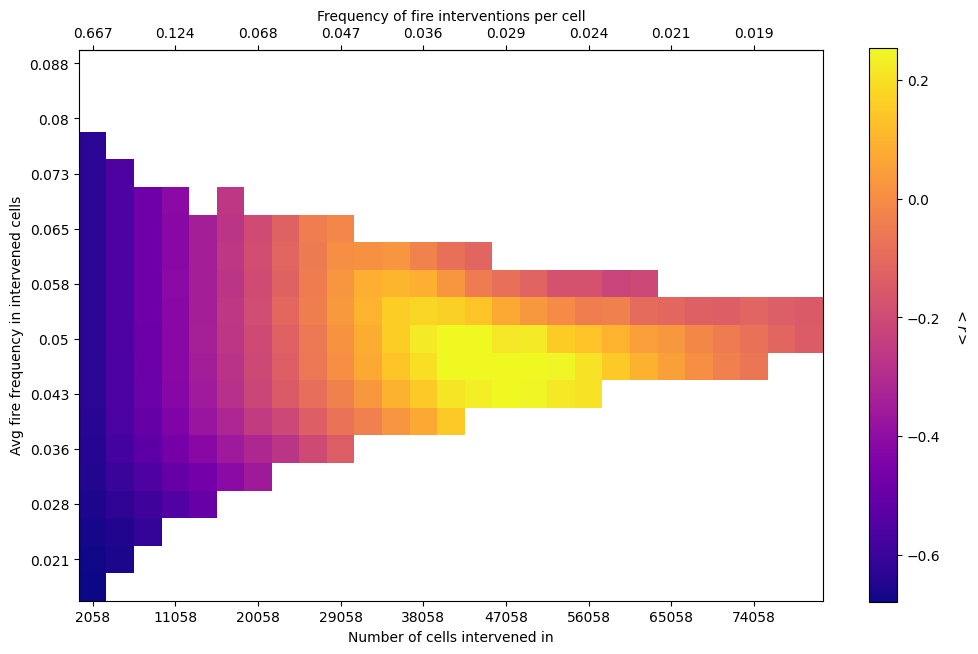 Frequency of fire interventions per cell
0.667 0.124 0.068 0.047 0.036 0.029 0.024 0.021 0.019
0.088
0.08
0.073
0.065
0.058
0.05
0.043
0.036
0.028
0.021
Avg fire frequency in intervened cells
2058 11058 20058 29058 38058 47058 56058 65058 74058
Number of cells intervened in
0.2
0.0
−0.2
−0.4
−0.6
< r >